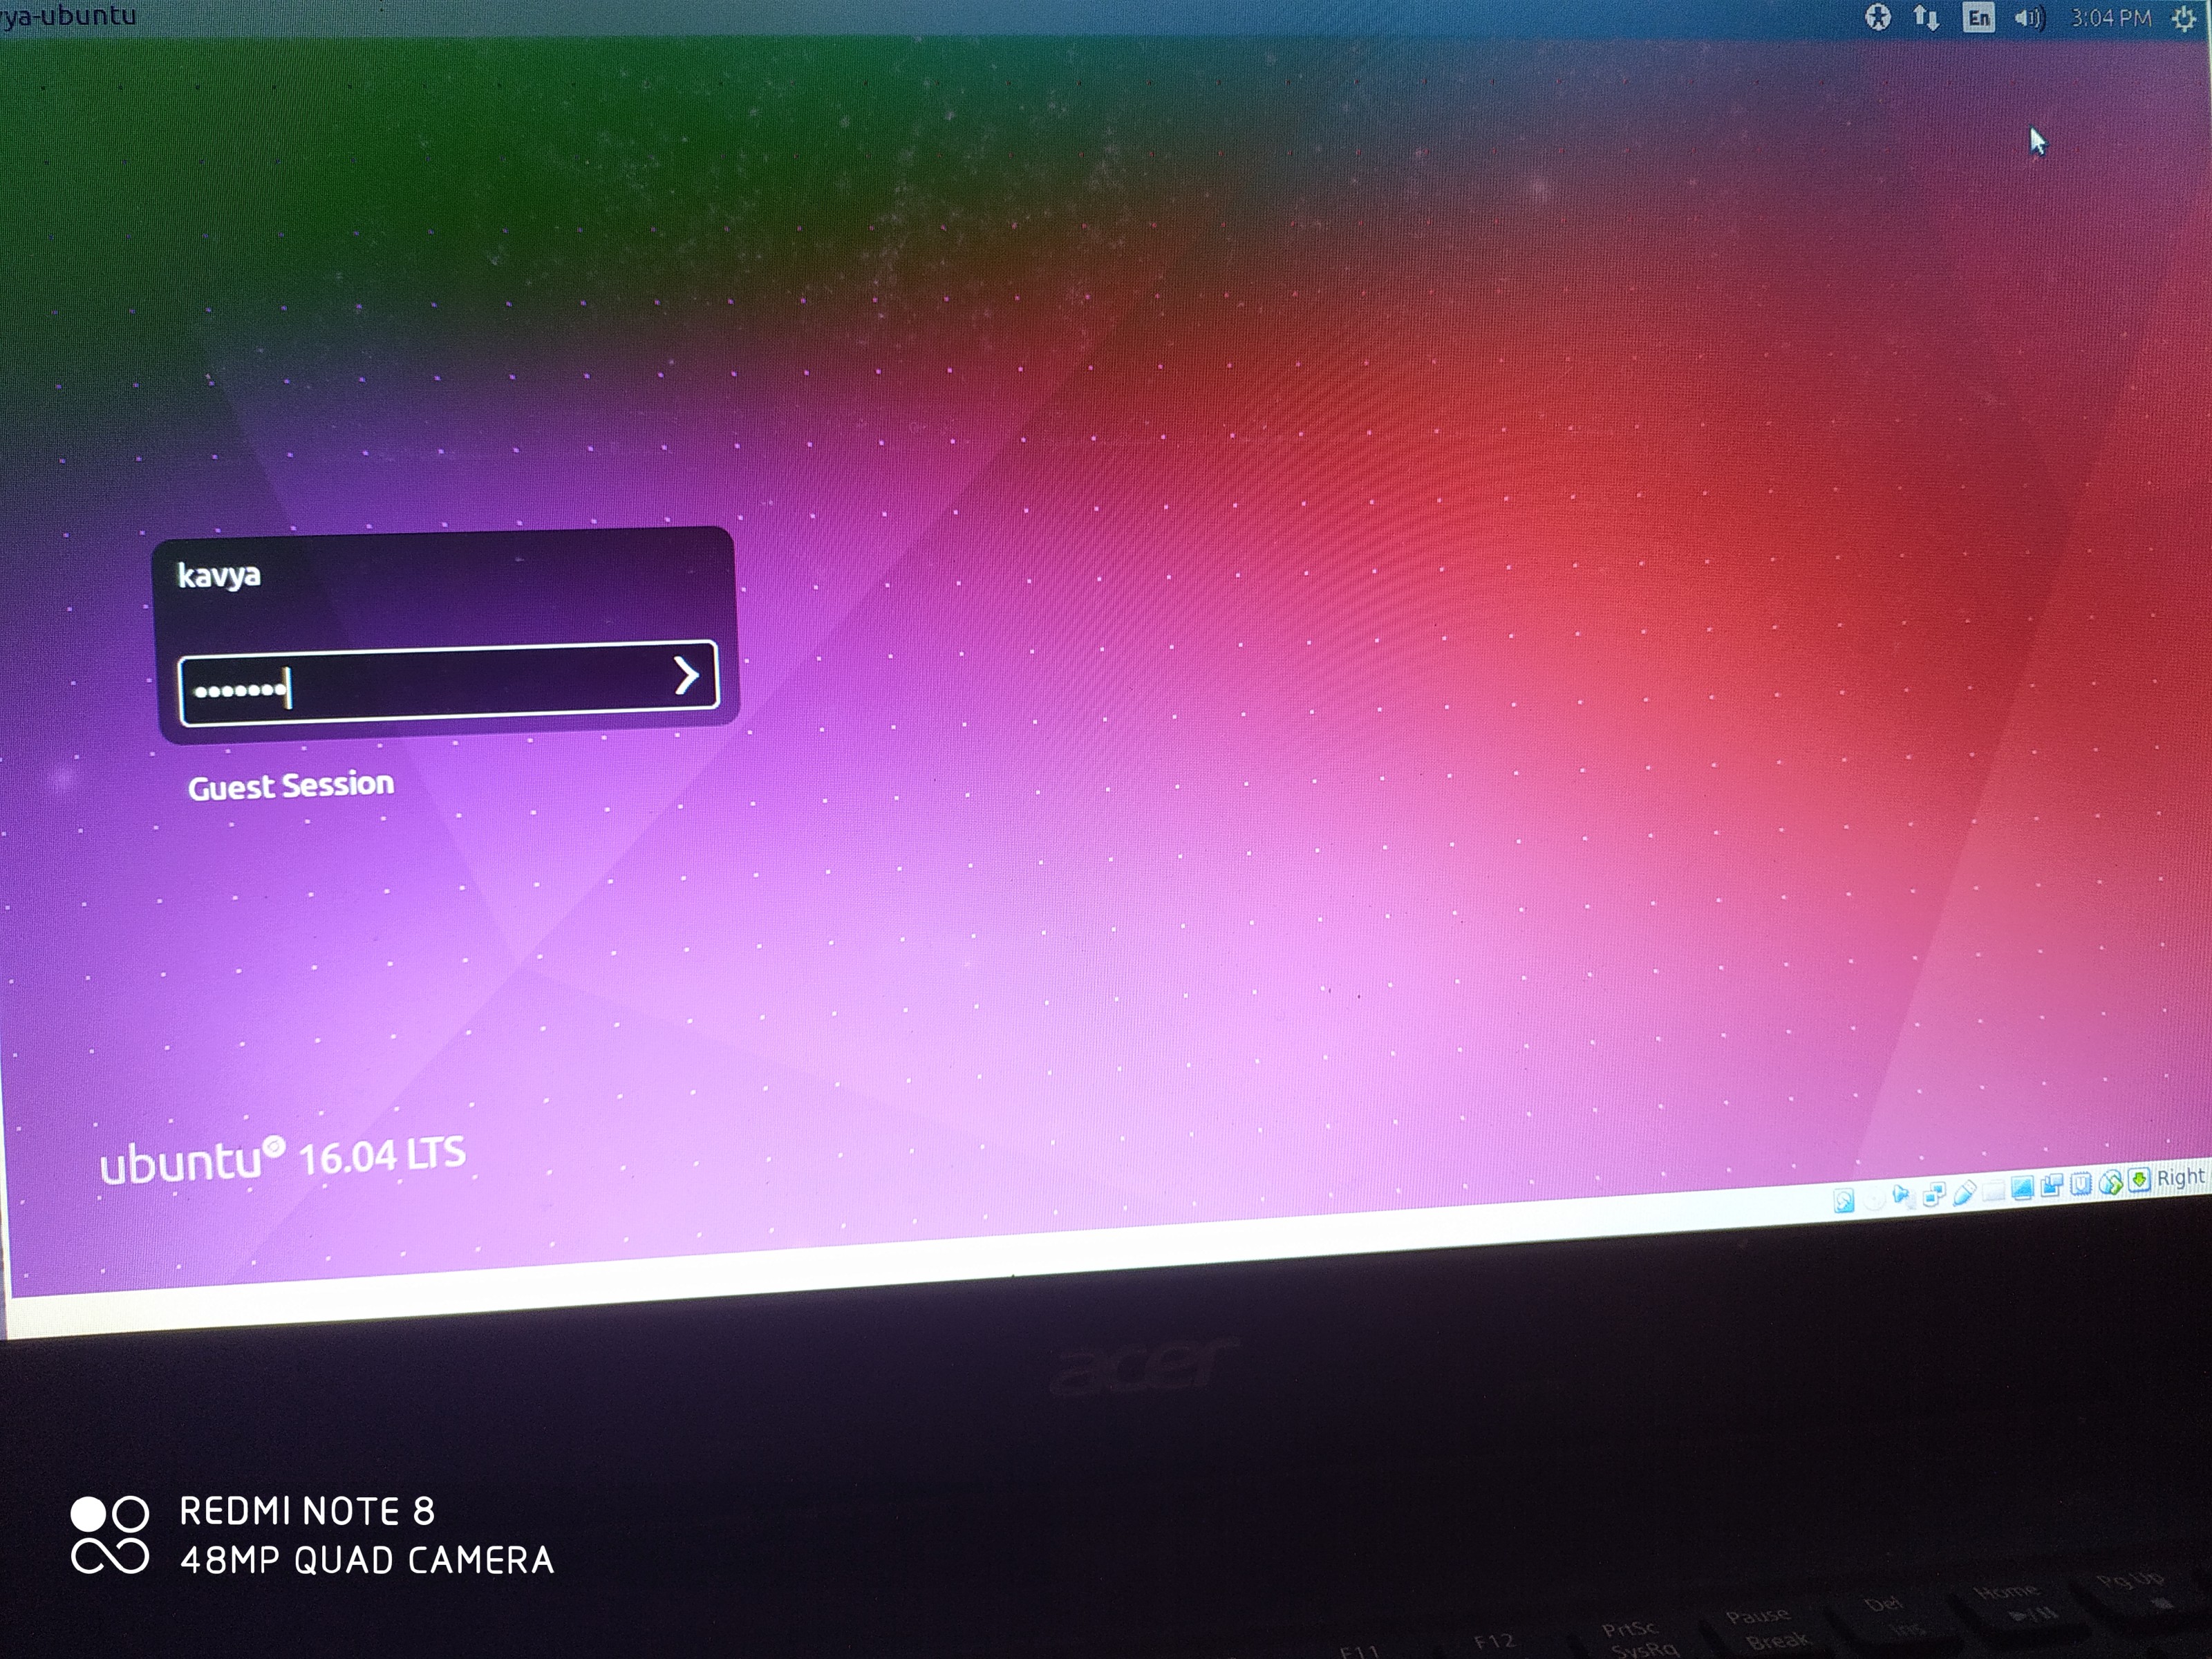 ya-ubuntu
En
3:04 PM
kavya
Guest Session
ubuntu 16.04 LTS
Right
acer
REDMI NOTE 8
48MP QUAD CAMERA
F11
F12
PrtSc
SysRq
Pause
Break
Del
Ins
Home
Pg Up